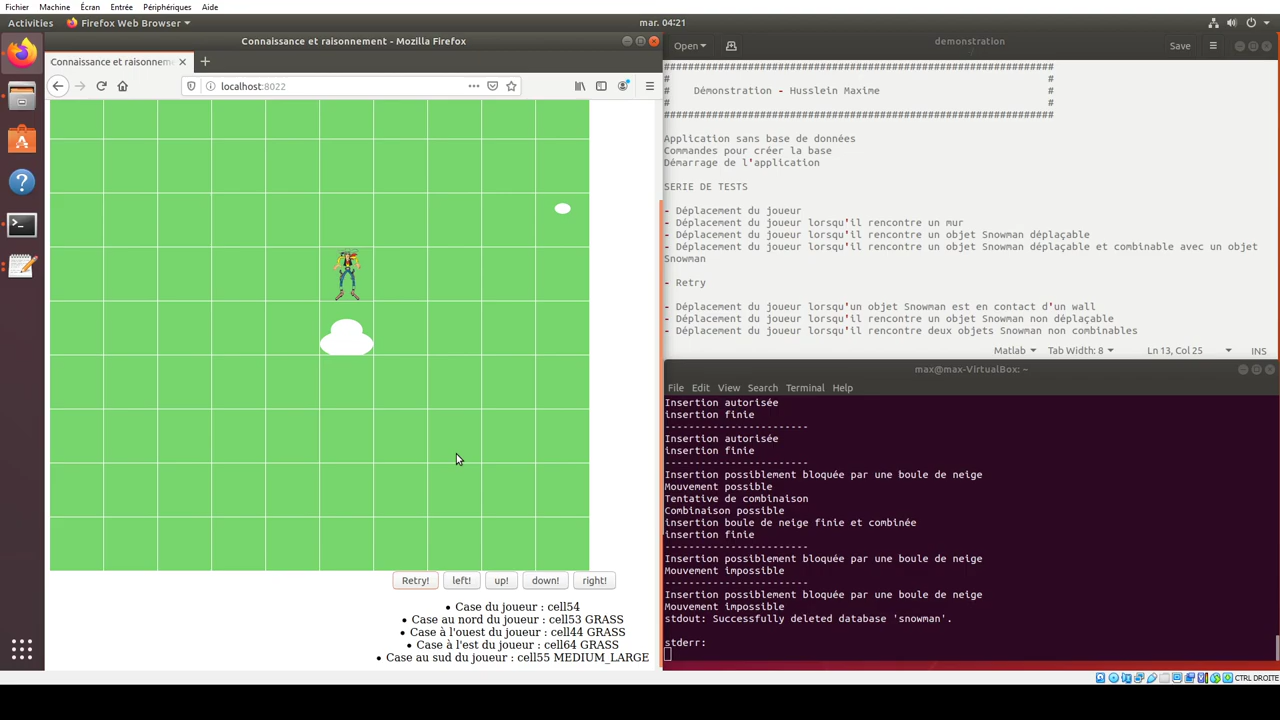 Fichier Machine Écran Entrée Périphériques Aide
Activities Firefox Web Browser mar. 04:21
Connaissance et raisonnement - Mozilla Firefox
Connaissance et raisonnem
localhost:8022
Retry! left! up! down! right!
• Case du joueur : cell54
• Case au nord du joueur : cell53 GRASS
• Case à l'ouest du joueur : cell44 GRASS
• Case à l'est du joueur : cell64 GRASS
• Case au sud du joueur : cell55 MEDIUM_LARGE
Open demonstration Save
##################################################################
# #
# Démonstration - Husslein Maxime #
# #
##################################################################
Application sans base de données
Commandes pour créer la base
Démarrage de l'application
SERIE DE TESTS
- Déplacement du joueur
- Déplacement du joueur lorsqu'il rencontre un mur
- Déplacement du joueur lorsqu'il rencontre un objet Snowman déplaçable
- Déplacement du joueur lorsqu'il rencontre un objet Snowman déplaçable et combinable avec un objet
Snowman
- Retry
- Déplacement du joueur lorsqu'un objet Snowman est en contact d'un wall
- Déplacement du joueur lorsqu'il rencontre un objet Snowman non déplaçable
- Déplacement du joueur lorsqu'il rencontre deux objets Snowman non combinables
Matlab Tab Width: 8 Ln 13, Col 25 INS
max@max-VirtualBox: ~
File Edit View Search Terminal Help
Insertion autorisée
insertion finie
------------------------
Insertion autorisée
insertion finie
------------------------
Insertion possiblement bloquée par une boule de neige
Mouvement possible
Tentative de combinaison
Combinaison possible
insertion boule de neige finie et combinée
insertion finie
------------------------
Insertion possiblement bloquée par une boule de neige
Mouvement impossible
------------------------
Insertion possiblement bloquée par une boule de neige
Mouvement impossible
stdout: Successfully deleted database 'snowman'.
stderr:
CTRL DROITE